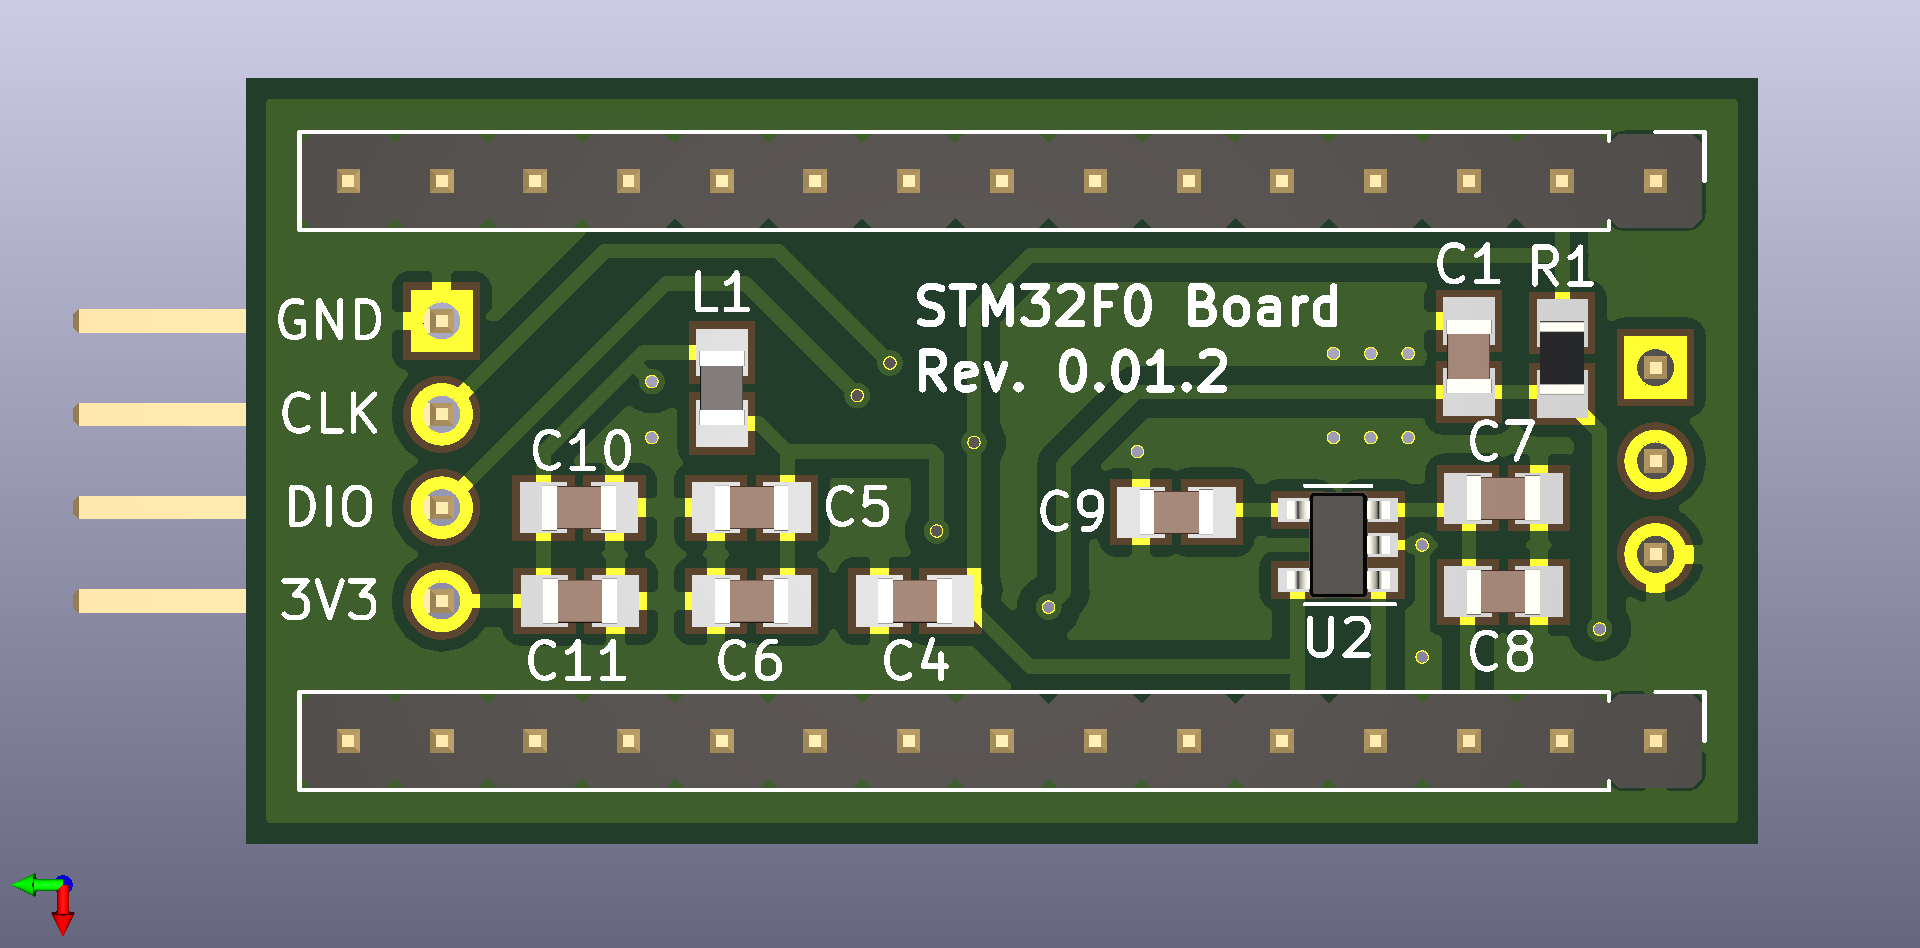 C1 R1
L1
GND
STM32F0 Board
Rev. 0.01.2
CLK
C10
C7
DIO
C5
C9
3V3
U2
C11
C6
C4
C8